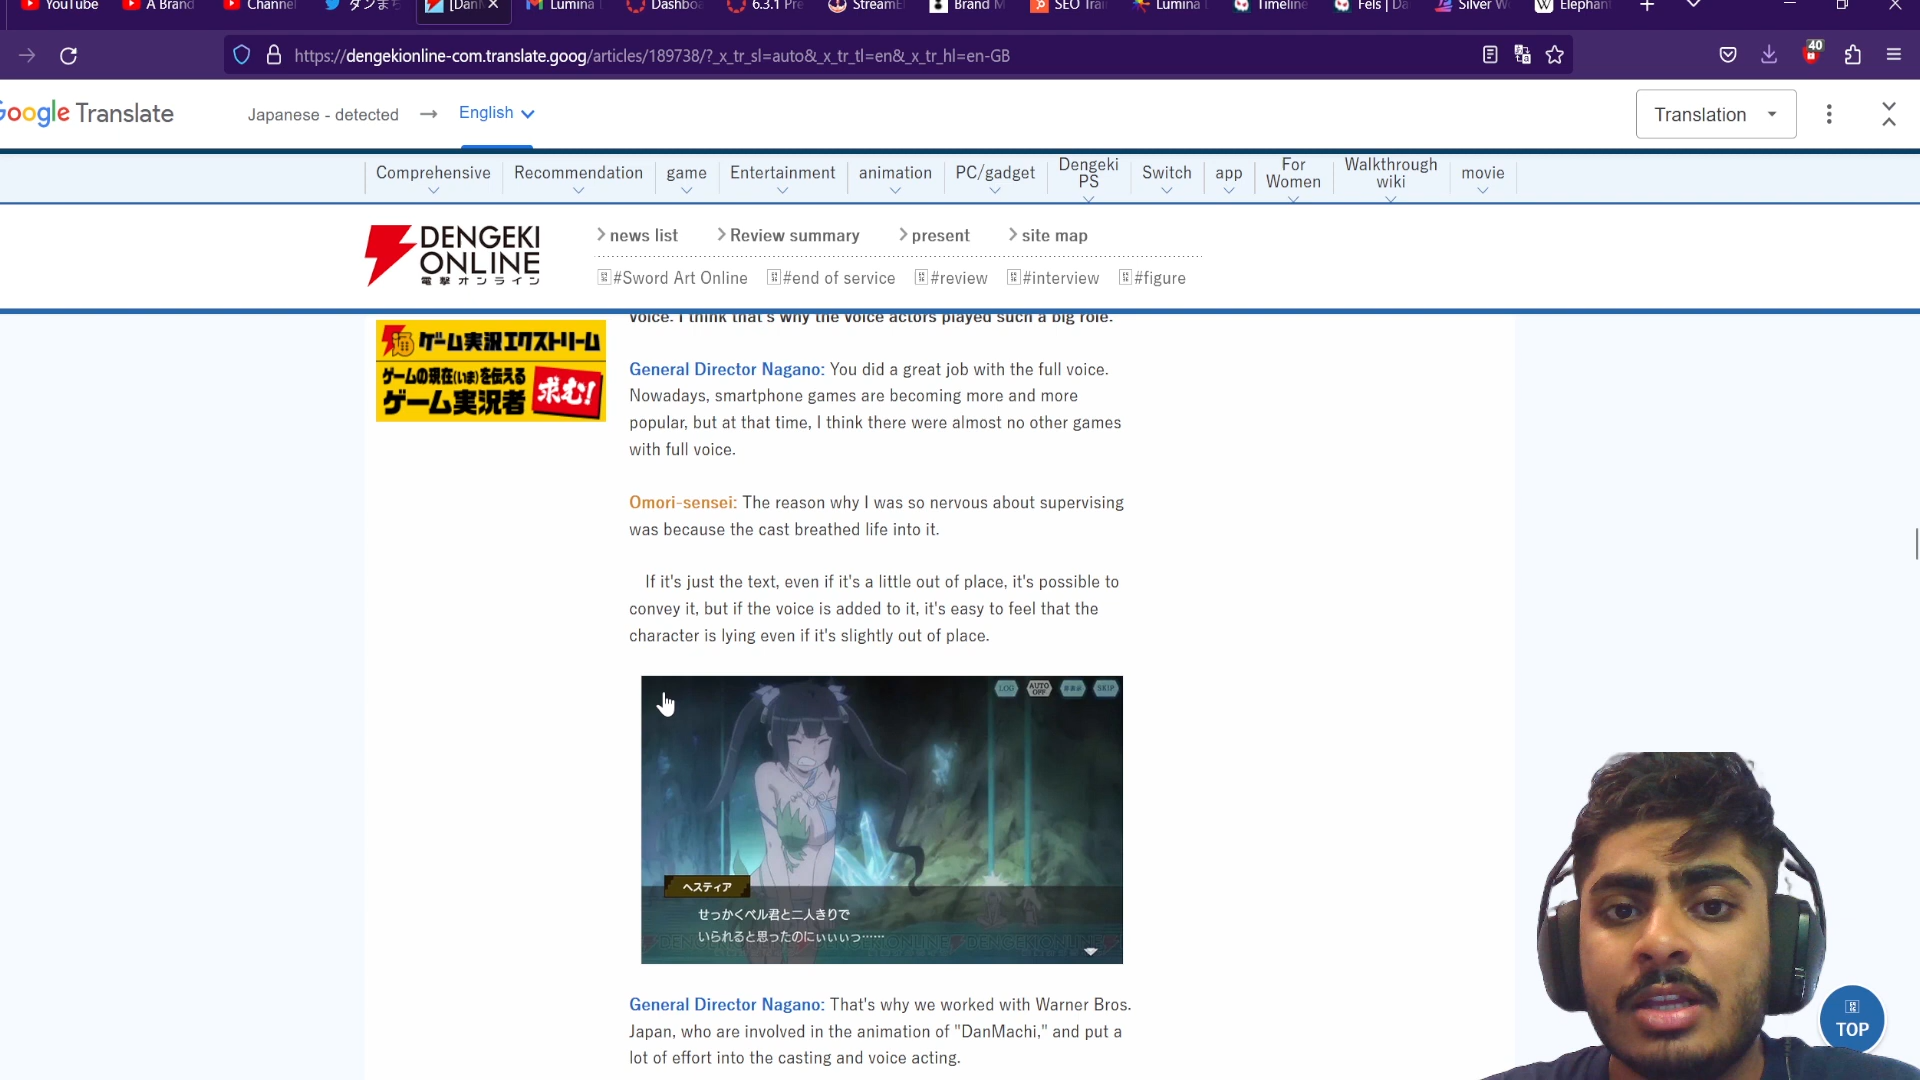 YouTube
A Brand
Channel
ダンまち
[DanM
Lumina
Dashbo
6.3.1 Pre
StreamE
Brand M
SEO Trai
Lumina
Timeline
Fels | Da
Silver W
Elephant
https://dengekionline-com.translate.goog/articles/189738/?_x_tr_sl=auto&_x_tr_tl=en&_x_tr_hl=en-GB
40
Google Translate
Japanese - detected
English
Translation
Comprehensive
Recommendation
game
Entertainment
animation
PC/gadget
Dengeki
PS
Switch
app
For
Women
Walkthrough
wiki
movie
DENGEKI
ONLINE
電撃オンライン
news list
Review summary
present
site map
#Sword Art Online
#end of service
#review
#interview
#figure
ゲーム実況エクストリーム
ゲームの現在(いま)を伝える
ゲーム実況者
求む!
voice. I think that's why the voice actors played such a big role.
General Director Nagano: You did a great job with the full voice.
Nowadays, smartphone games are becoming more and more
popular, but at that time, I think there were almost no other games
with full voice.
Omori-sensei: The reason why I was so nervous about supervising
was because the cast breathed life into it.
If it's just the text, even if it's a little out of place, it's possible to
convey it, but if the voice is added to it, it's easy to feel that the
character is lying even if it's slightly out of place.
LOG
AUTO
OFF
SKIP
ヘスティア
せっかくベル君と二人きりで
いられると思ったのにぃぃぃっ……
General Director Nagano: That's why we worked with Warner Bros.
Japan, who are involved in the animation of "DanMachi," and put a
lot of effort into the casting and voice acting.
TOP